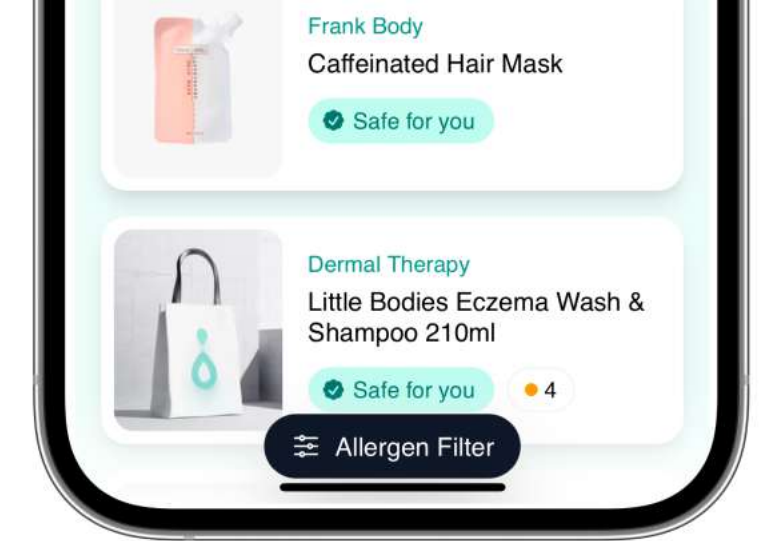 Frank Body
Caffeinated Hair Mask
Safe for you
Dermal Therapy
Little Bodies Eczema Wash &
Shampoo 210ml
Safe for you
4
Allergen Filter